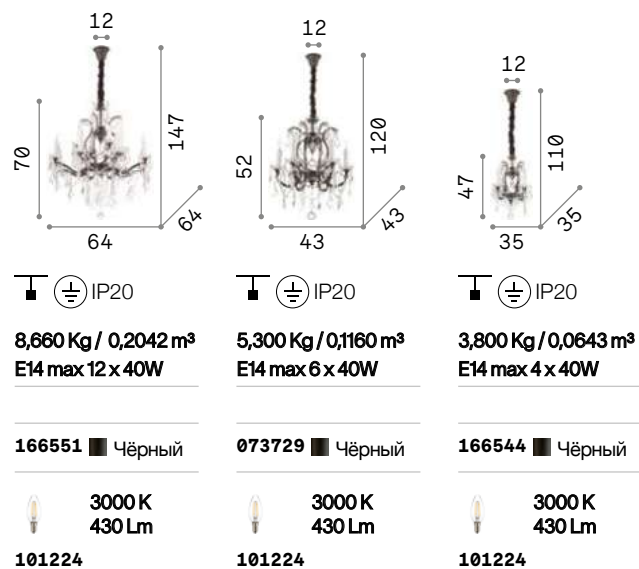 12
147
70
64
64
IP20
8,660 Kg / 0,2042 m³
E14 max 12 x 40W
166551 Чёрный
3000 K
430 Lm
101224
12
120
52
43
43
IP20
5,300 Kg / 0,1160 m³
E14 max 6 x 40W
073729 Чёрный
3000 K
430 Lm
101224
12
110
47
35
35
IP20
3,800 Kg / 0,0643 m³
E14 max 4 x 40W
166544 Чёрный
3000 K
430 Lm
101224